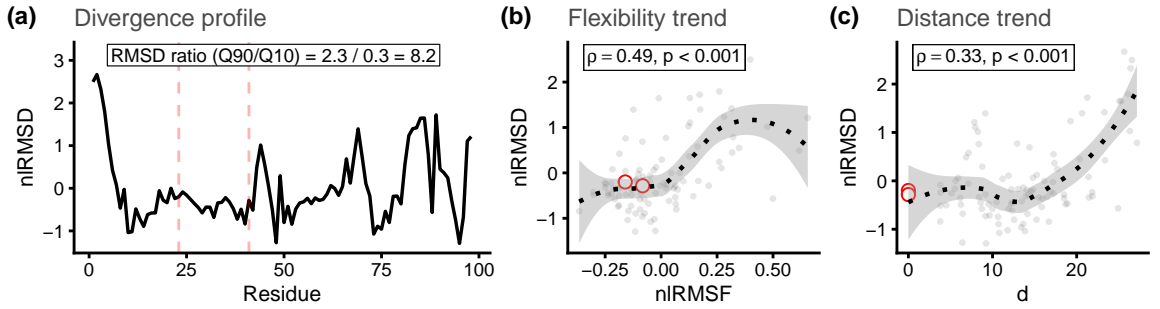 (a) Divergence profile
RMSD ratio (Q90/Q10) = 2.3 / 0.3 = 8.2
nlRMSD
3
2
1
0
−1
0 25 50 75 100
Residue
(b) Flexibility trend
ρ = 0.49, p < 0.001
nlRMSD
2
1
0
−1
−0.25 0.00 0.25 0.50
nlRMSF
(c) Distance trend
ρ = 0.33, p < 0.001
nlRMSD
2
1
0
−1
0 10 20
d